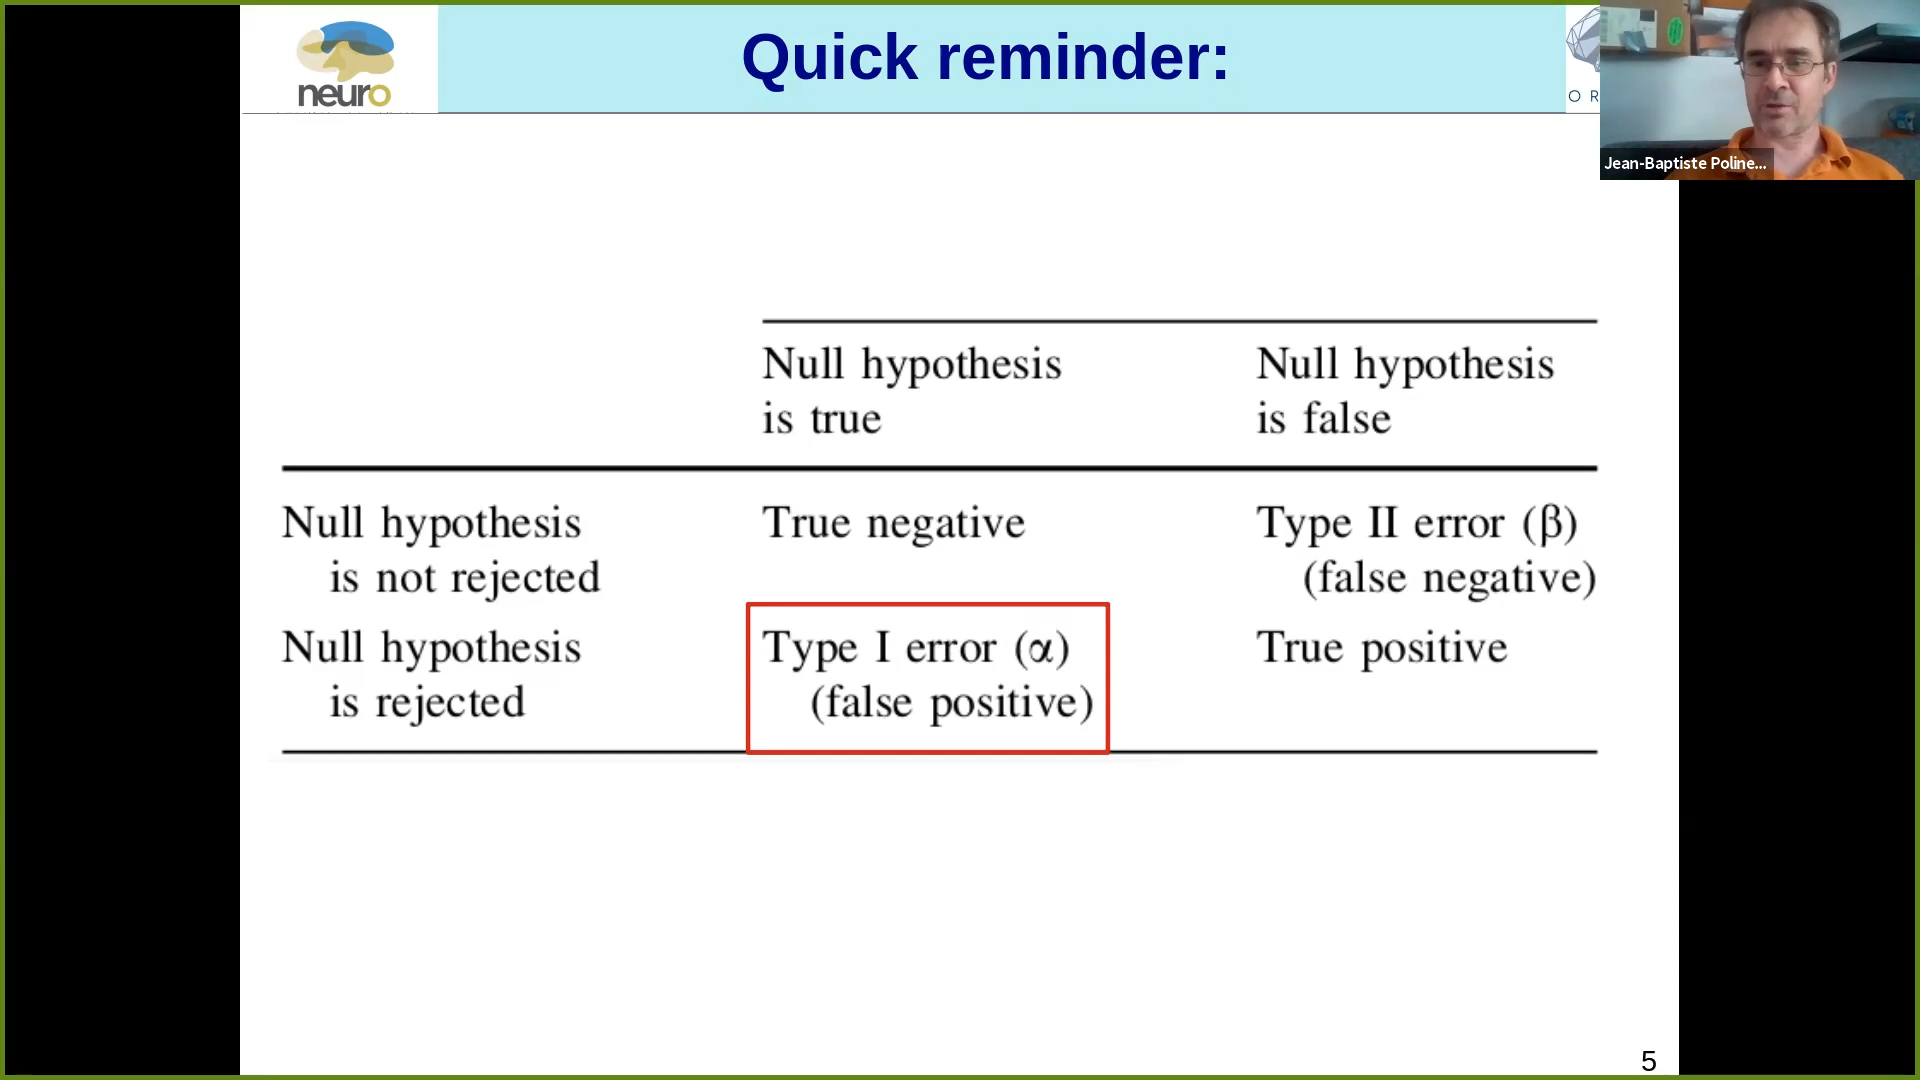 neuro
Quick reminder:
O R
Jean-Baptiste Poline...
Null hypothesis
is true
Null hypothesis
is false
Null hypothesis
is not rejected
True negative
Type II error (β)
(false negative)
Null hypothesis
is rejected
Type I error (α)
(false positive)
True positive
5